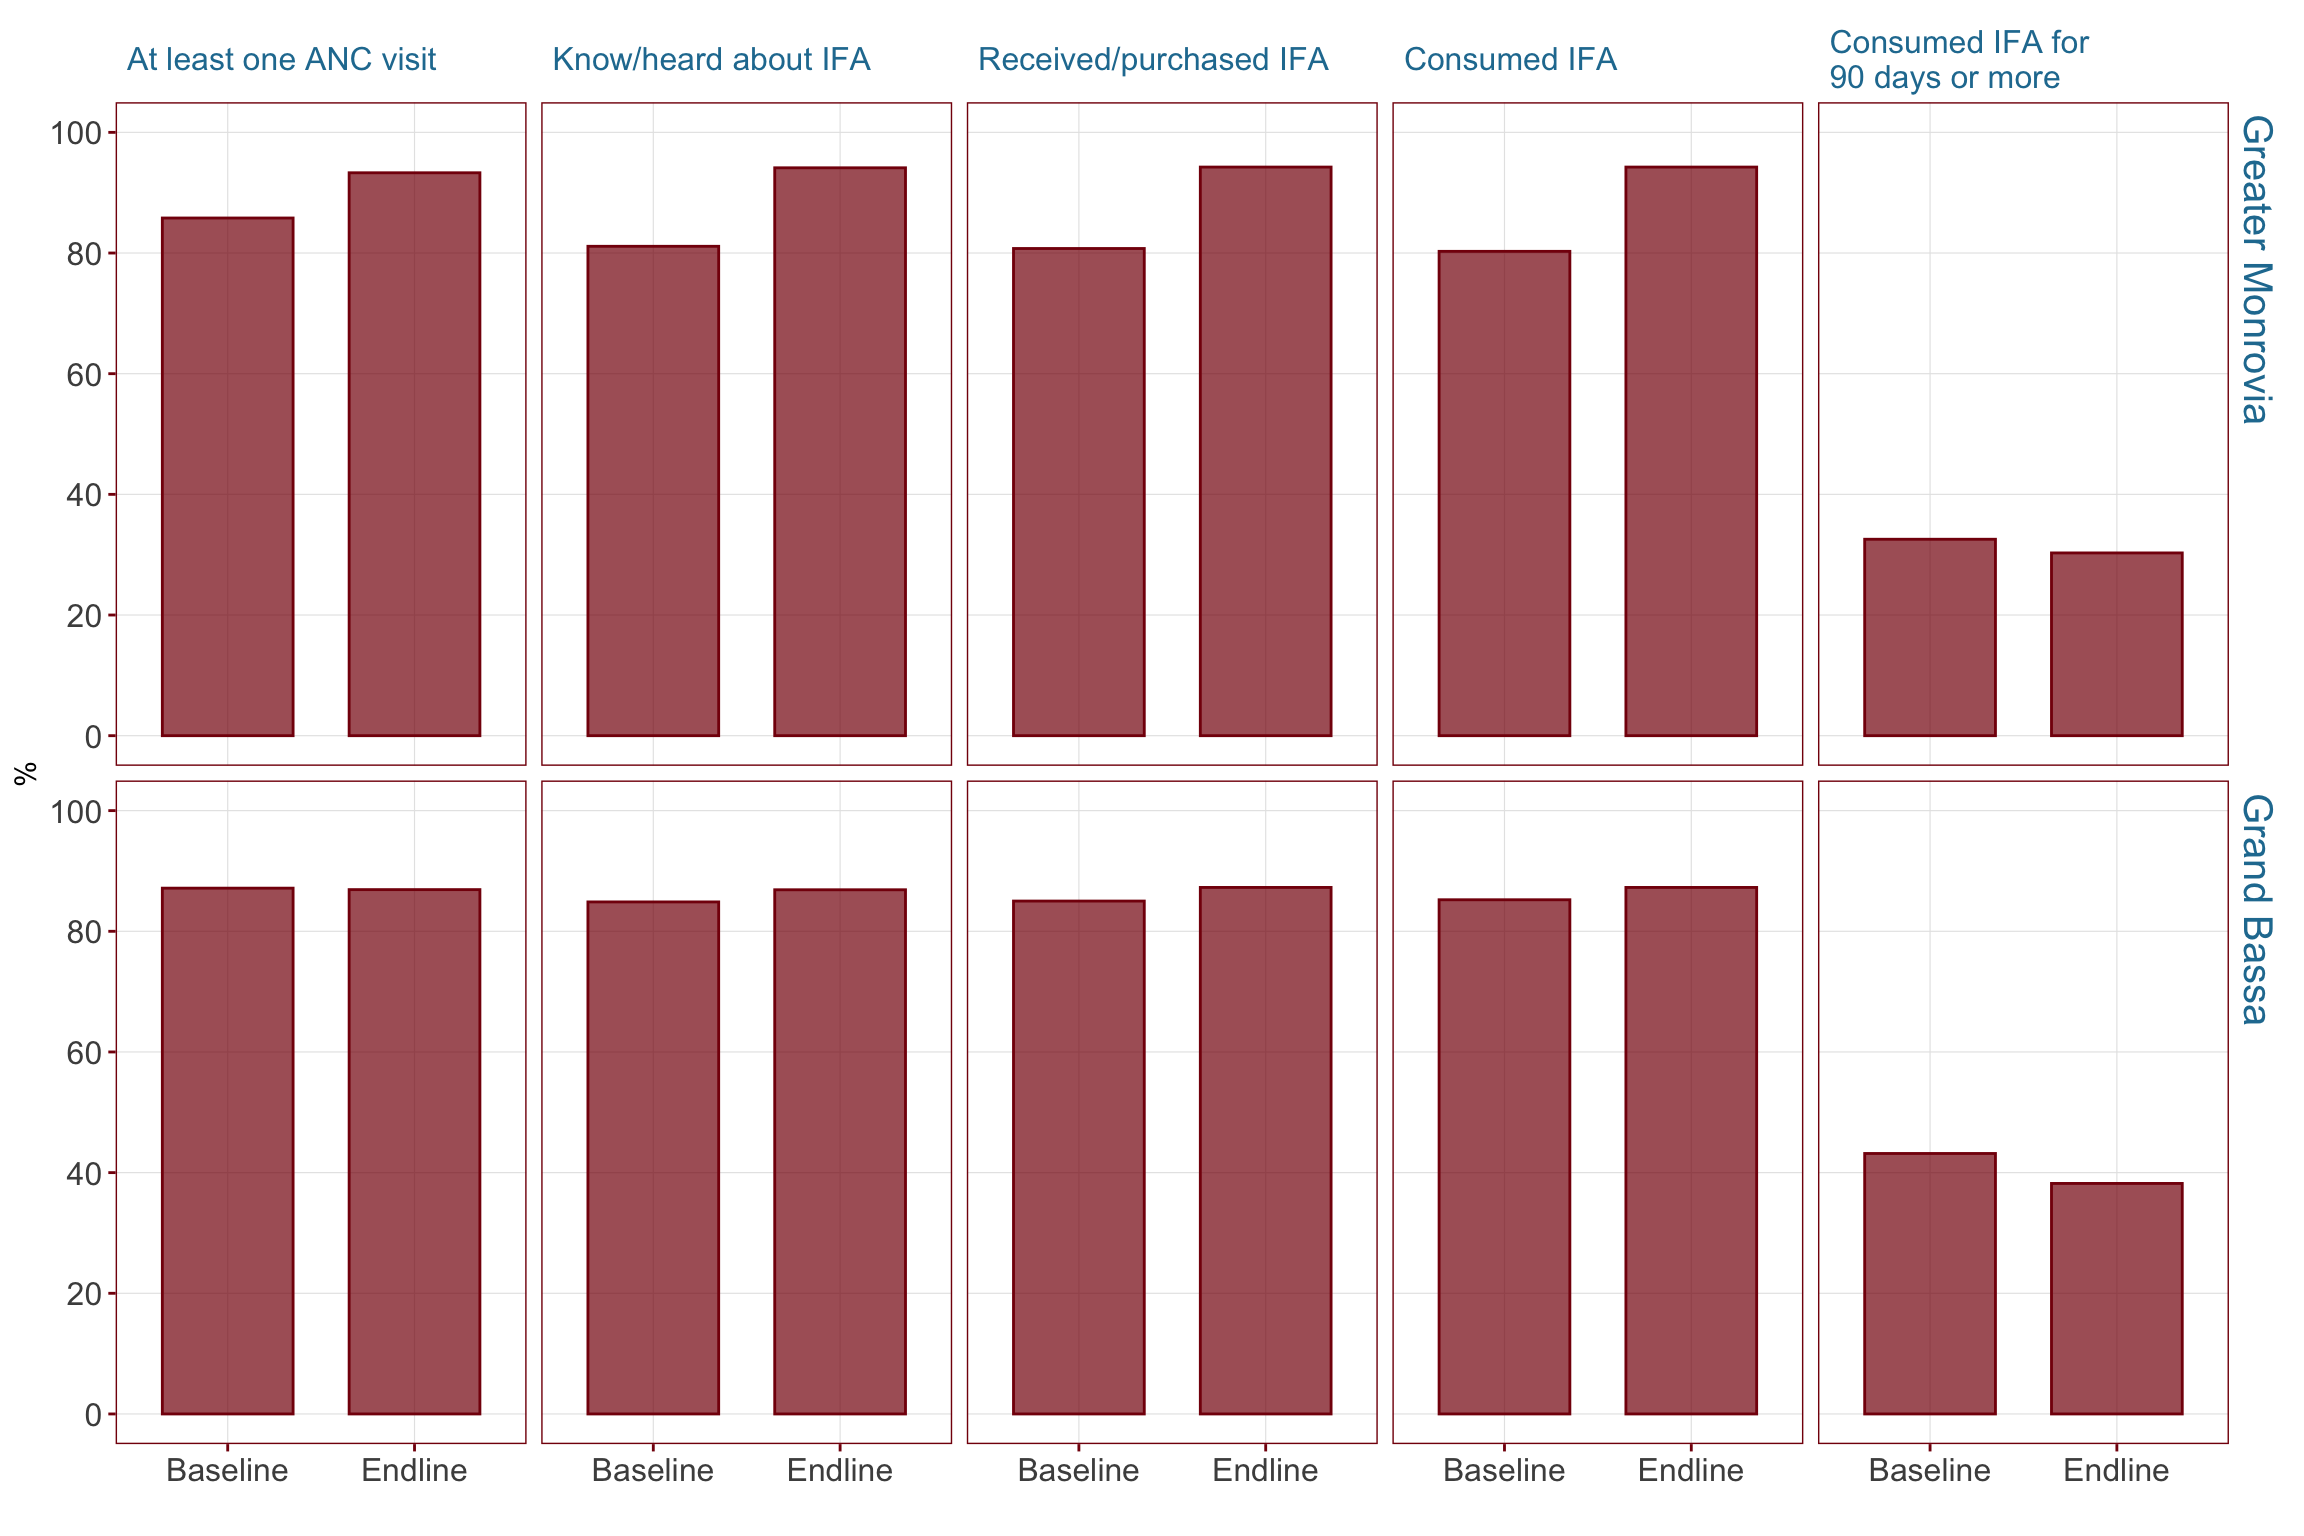 At least one ANC visit
Know/heard about IFA
Received/purchased IFA
Consumed IFA
Consumed IFA for
90 days or more
100
80
60
40
20
0
Greater Monrovia
%
100
80
60
40
20
0
Grand Bassa
Baseline
Endline
Baseline
Endline
Baseline
Endline
Baseline
Endline
Baseline
Endline